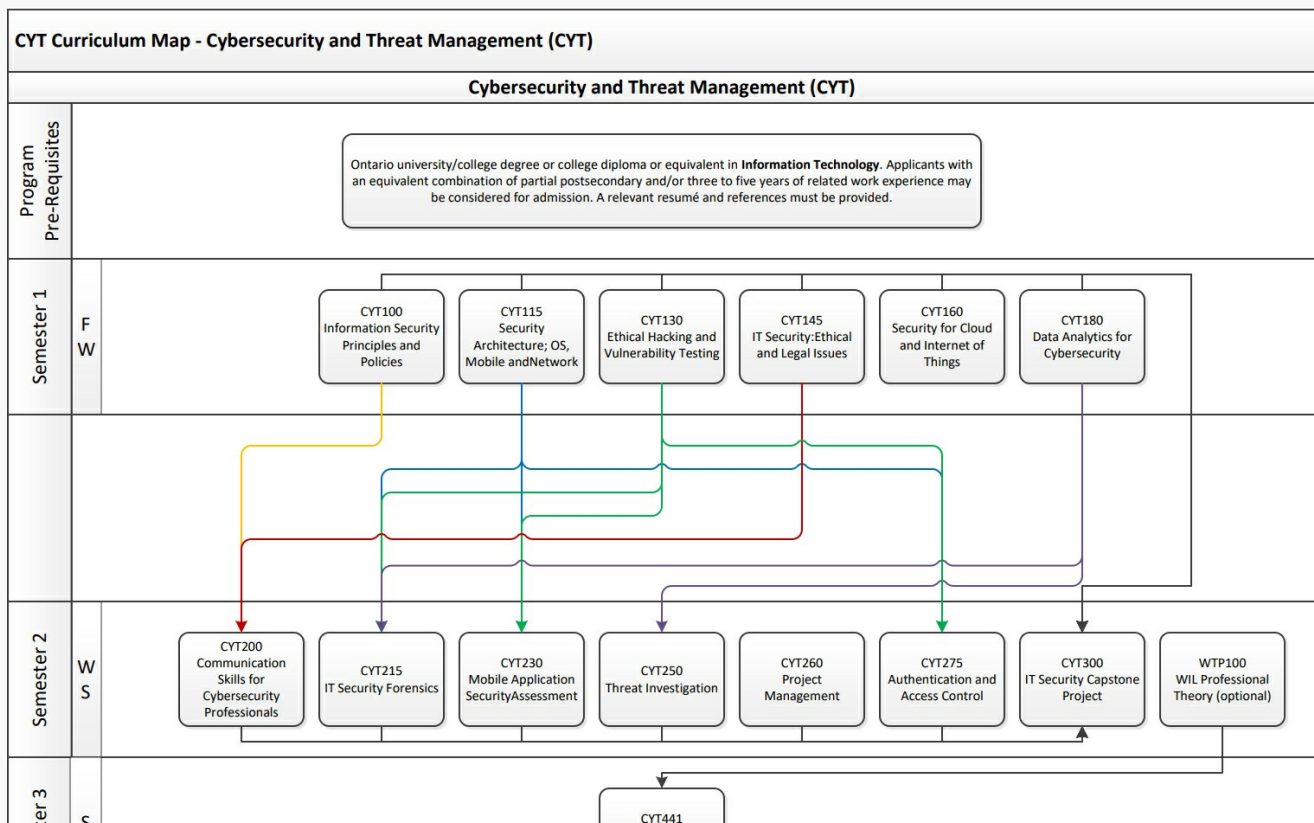 CYT Curriculum Map - Cybersecurity and Threat Management (CYT)
Cybersecurity and Threat Management (CYT)
Program
Pre-Requisites
Ontario university/college degree or college diploma or equivalent in Information Technology. Applicants with
an equivalent combination of partial postsecondary and/or three to five years of related work experience may
be considered for admission. A relevant resumé and references must be provided.
Semester 1
F
W
CYT100
Information Security
Principles and
Policies
CYT115
Security
Architecture; OS,
Mobile andNetwork
CYT130
Ethical Hacking and
Vulnerability Testing
CYT145
IT Security:Ethical
and Legal Issues
CYT160
Security for Cloud
and Internet of
Things
CYT180
Data Analytics for
Cybersecurity
Semester 2
W
S
CYT200
Communication
Skills for
Cybersecurity
Professionals
CYT215
IT Security Forensics
CYT230
Mobile Application
SecurityAssessment
CYT250
Threat Investigation
CYT260
Project
Management
CYT275
Authentication and
Access Control
CYT300
IT Security Capstone
Project
WTP100
WIL Professional
Theory (optional)
ter 3
S
CYT441